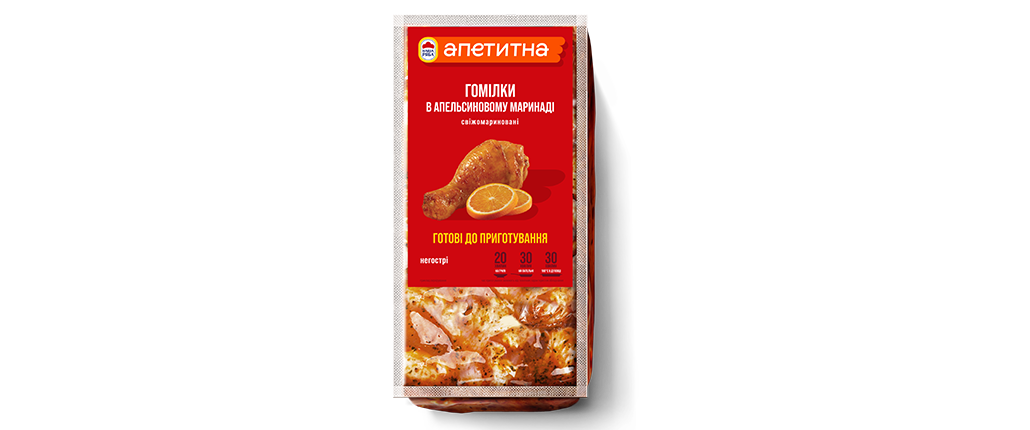 апетитна
ГОМІЛКИ
В АПЕЛЬСИНОВОМУ МАРИНАДІ
свіжомариновані
ГОТОВІ ДО ПРИГОТУВАННЯ
негострі
20 30 30